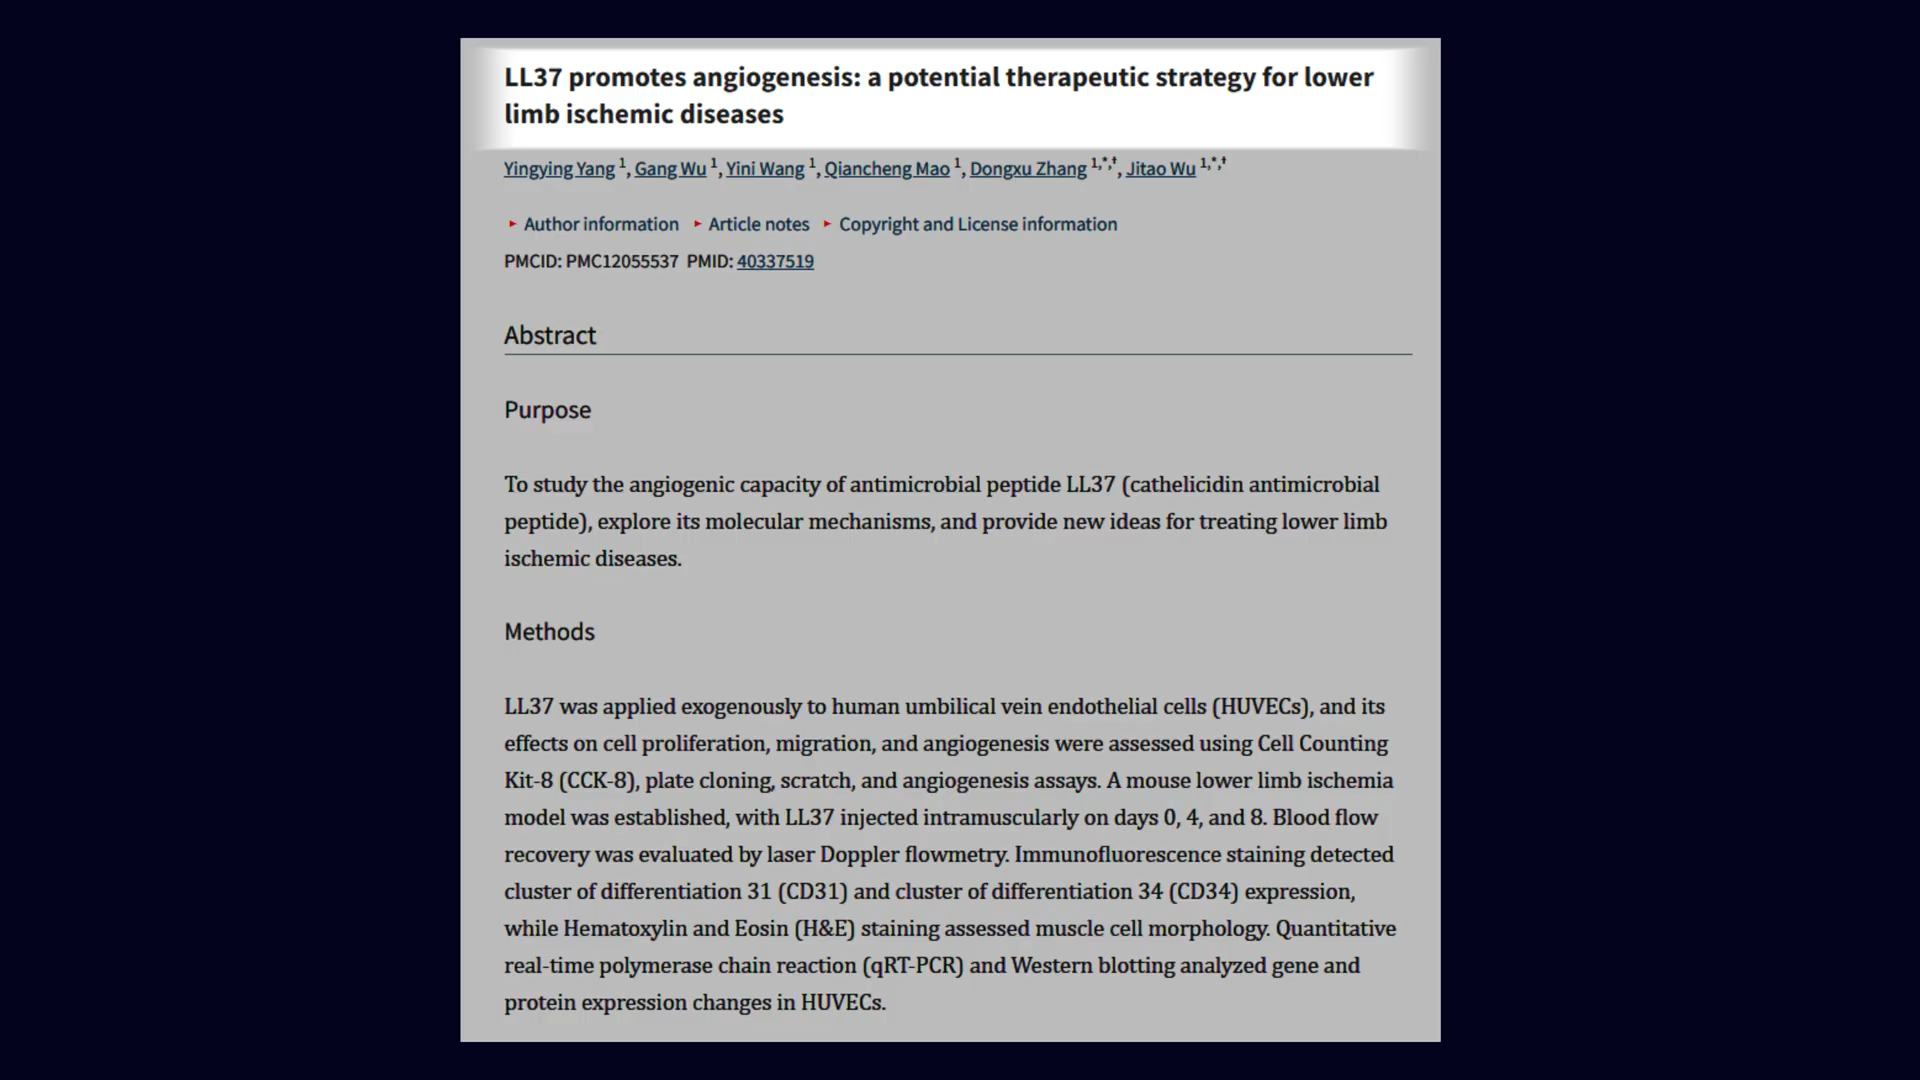 LL37 promotes angiogenesis: a potential therapeutic strategy for lower
limb ischemic diseases
Yingying Yang 1, Gang Wu 1, Yini Wang 1, Qiancheng Mao 1, Dongxu Zhang 1,*,†, Jitao Wu 1,*,†
▸ Author information ▸ Article notes ▸ Copyright and License information
PMCID: PMC12055537 PMID: 40337519
Abstract
Purpose
To study the angiogenic capacity of antimicrobial peptide LL37 (cathelicidin antimicrobial
peptide), explore its molecular mechanisms, and provide new ideas for treating lower limb
ischemic diseases.
Methods
LL37 was applied exogenously to human umbilical vein endothelial cells (HUVECs), and its
effects on cell proliferation, migration, and angiogenesis were assessed using Cell Counting
Kit-8 (CCK-8), plate cloning, scratch, and angiogenesis assays. A mouse lower limb ischemia
model was established, with LL37 injected intramuscularly on days 0, 4, and 8. Blood flow
recovery was evaluated by laser Doppler flowmetry. Immunofluorescence staining detected
cluster of differentiation 31 (CD31) and cluster of differentiation 34 (CD34) expression,
while Hematoxylin and Eosin (H&E) staining assessed muscle cell morphology. Quantitative
real-time polymerase chain reaction (qRT-PCR) and Western blotting analyzed gene and
protein expression changes in HUVECs.